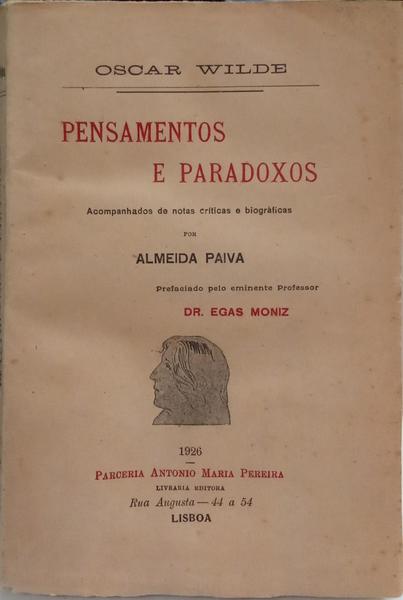 OSCAR WILDE
PENSAMENTOS
E PARADOXOS
Acompanhados de notas críticas e biográficas
POR
ALMEIDA PAIVA
Prefaciado pelo eminente Professor
DR. EGAS MONIZ
1926
PARCERIA ANTONIO MARIA PEREIRA
LIVRARIA EDITORA
Rua Augusta — 44 a 54
LISBOA